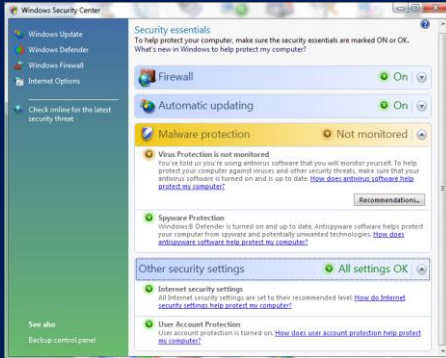 Windows Security Center
Windows Update
Windows Defender
Windows Firewall
Internet Options
Check online for the latest
security threat
See also
Backup control panel
Security essentials
To help protect your computer, make sure the security essentials are marked ON or OK.
What's new in Windows to help protect my computer?
Firewall
On
Automatic updating
On
Malware protection
Not monitored
Virus Protection is not monitored
You've told us you're using antivirus software that you will monitor yourself. To help
protect your computer against viruses and other security threats, make sure that your
antivirus software is turned on and is up to date. How does antivirus software help
protect my computer?
Recommendations...
Spyware Protection
Windows® Defender is turned on and up to date. Antispyware software helps protect
your computer from spyware and potentially unwanted technologies. How does
antispyware software help protect my computer?
Other security settings
All settings OK
Internet security settings
All Internet security settings are set to their recommended level. How do Internet
security settings help protect my computer?
User Account Protection
User account protection is turned on. How does user account protection help protect
my computer?